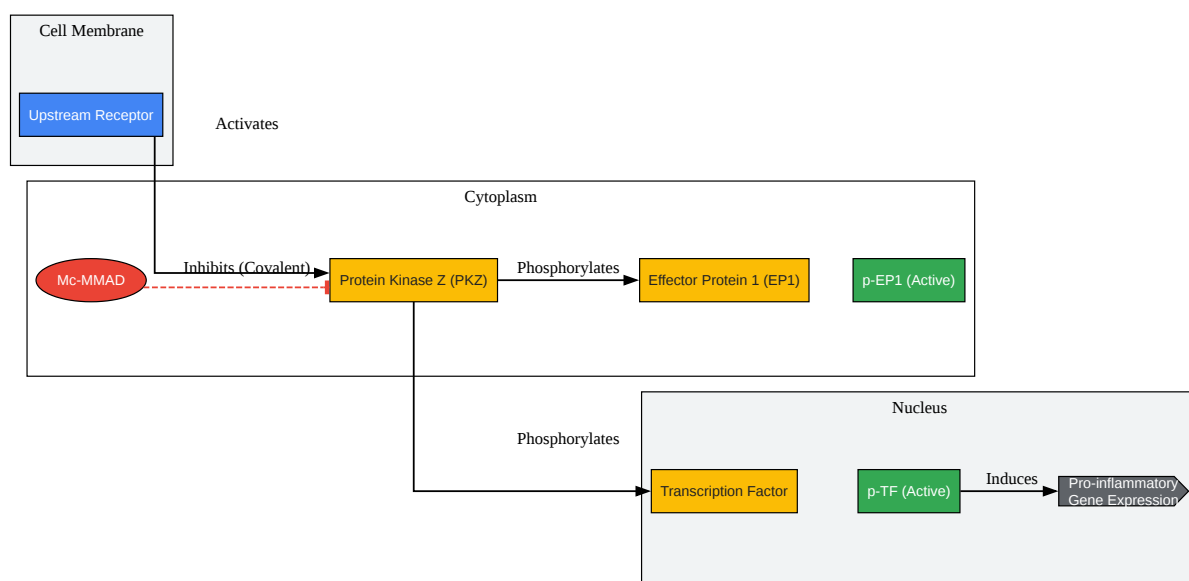 Cell Membrane
Upstream Receptor
Activates
Cytoplasm
Inhibits (Covalent)
Mc-MMAD
Protein Kinase Z (PKZ)
Phosphorylates
Effector Protein 1 (EP1)
p-EP1 (Active)
Nucleus
Phosphorylates
Transcription Factor
p-TF (Active)
Induces
Pro-inflammatory
Gene Expression